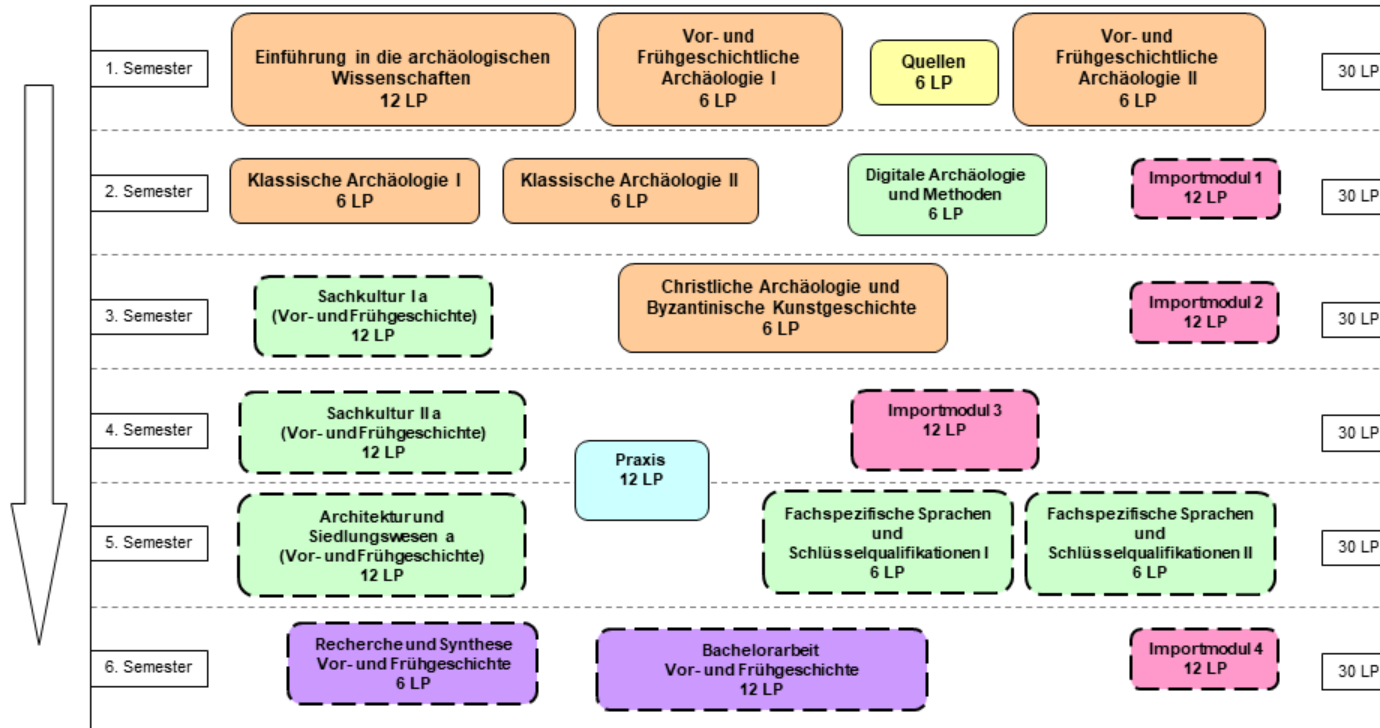 1. Semester
Einführung in die archäologischen
Wissenschaften
12 LP
Vor- und
Frühgeschichtliche
Archäologie I
6 LP
Quellen
6 LP
Vor- und
Frühgeschichtliche
Archäologie II
6 LP
30 LP
2. Semester
Klassische Archäologie I
6 LP
Klassische Archäologie II
6 LP
Digitale Archäologie
und Methoden
6 LP
Importmodul 1
12 LP
30 LP
3. Semester
Sachkultur I a
(Vor- und Frühgeschichte)
12 LP
Christliche Archäologie und
Byzantinische Kunstgeschichte
6 LP
Importmodul 2
12 LP
30 LP
4. Semester
Sachkultur II a
(Vor- und Frühgeschichte)
12 LP
Praxis
12 LP
Importmodul 3
12 LP
30 LP
5. Semester
Architektur und
Siedlungswesen a
(Vor- und Frühgeschichte)
12 LP
Fachspezifische Sprachen
und
Schlüsselqualifikationen I
6 LP
Fachspezifische Sprachen
und
Schlüsselqualifikationen II
6 LP
30 LP
6. Semester
Recherche und Synthese
Vor- und Frühgeschichte
6 LP
Bachelorarbeit
Vor- und Frühgeschichte
12 LP
Importmodul 4
12 LP
30 LP